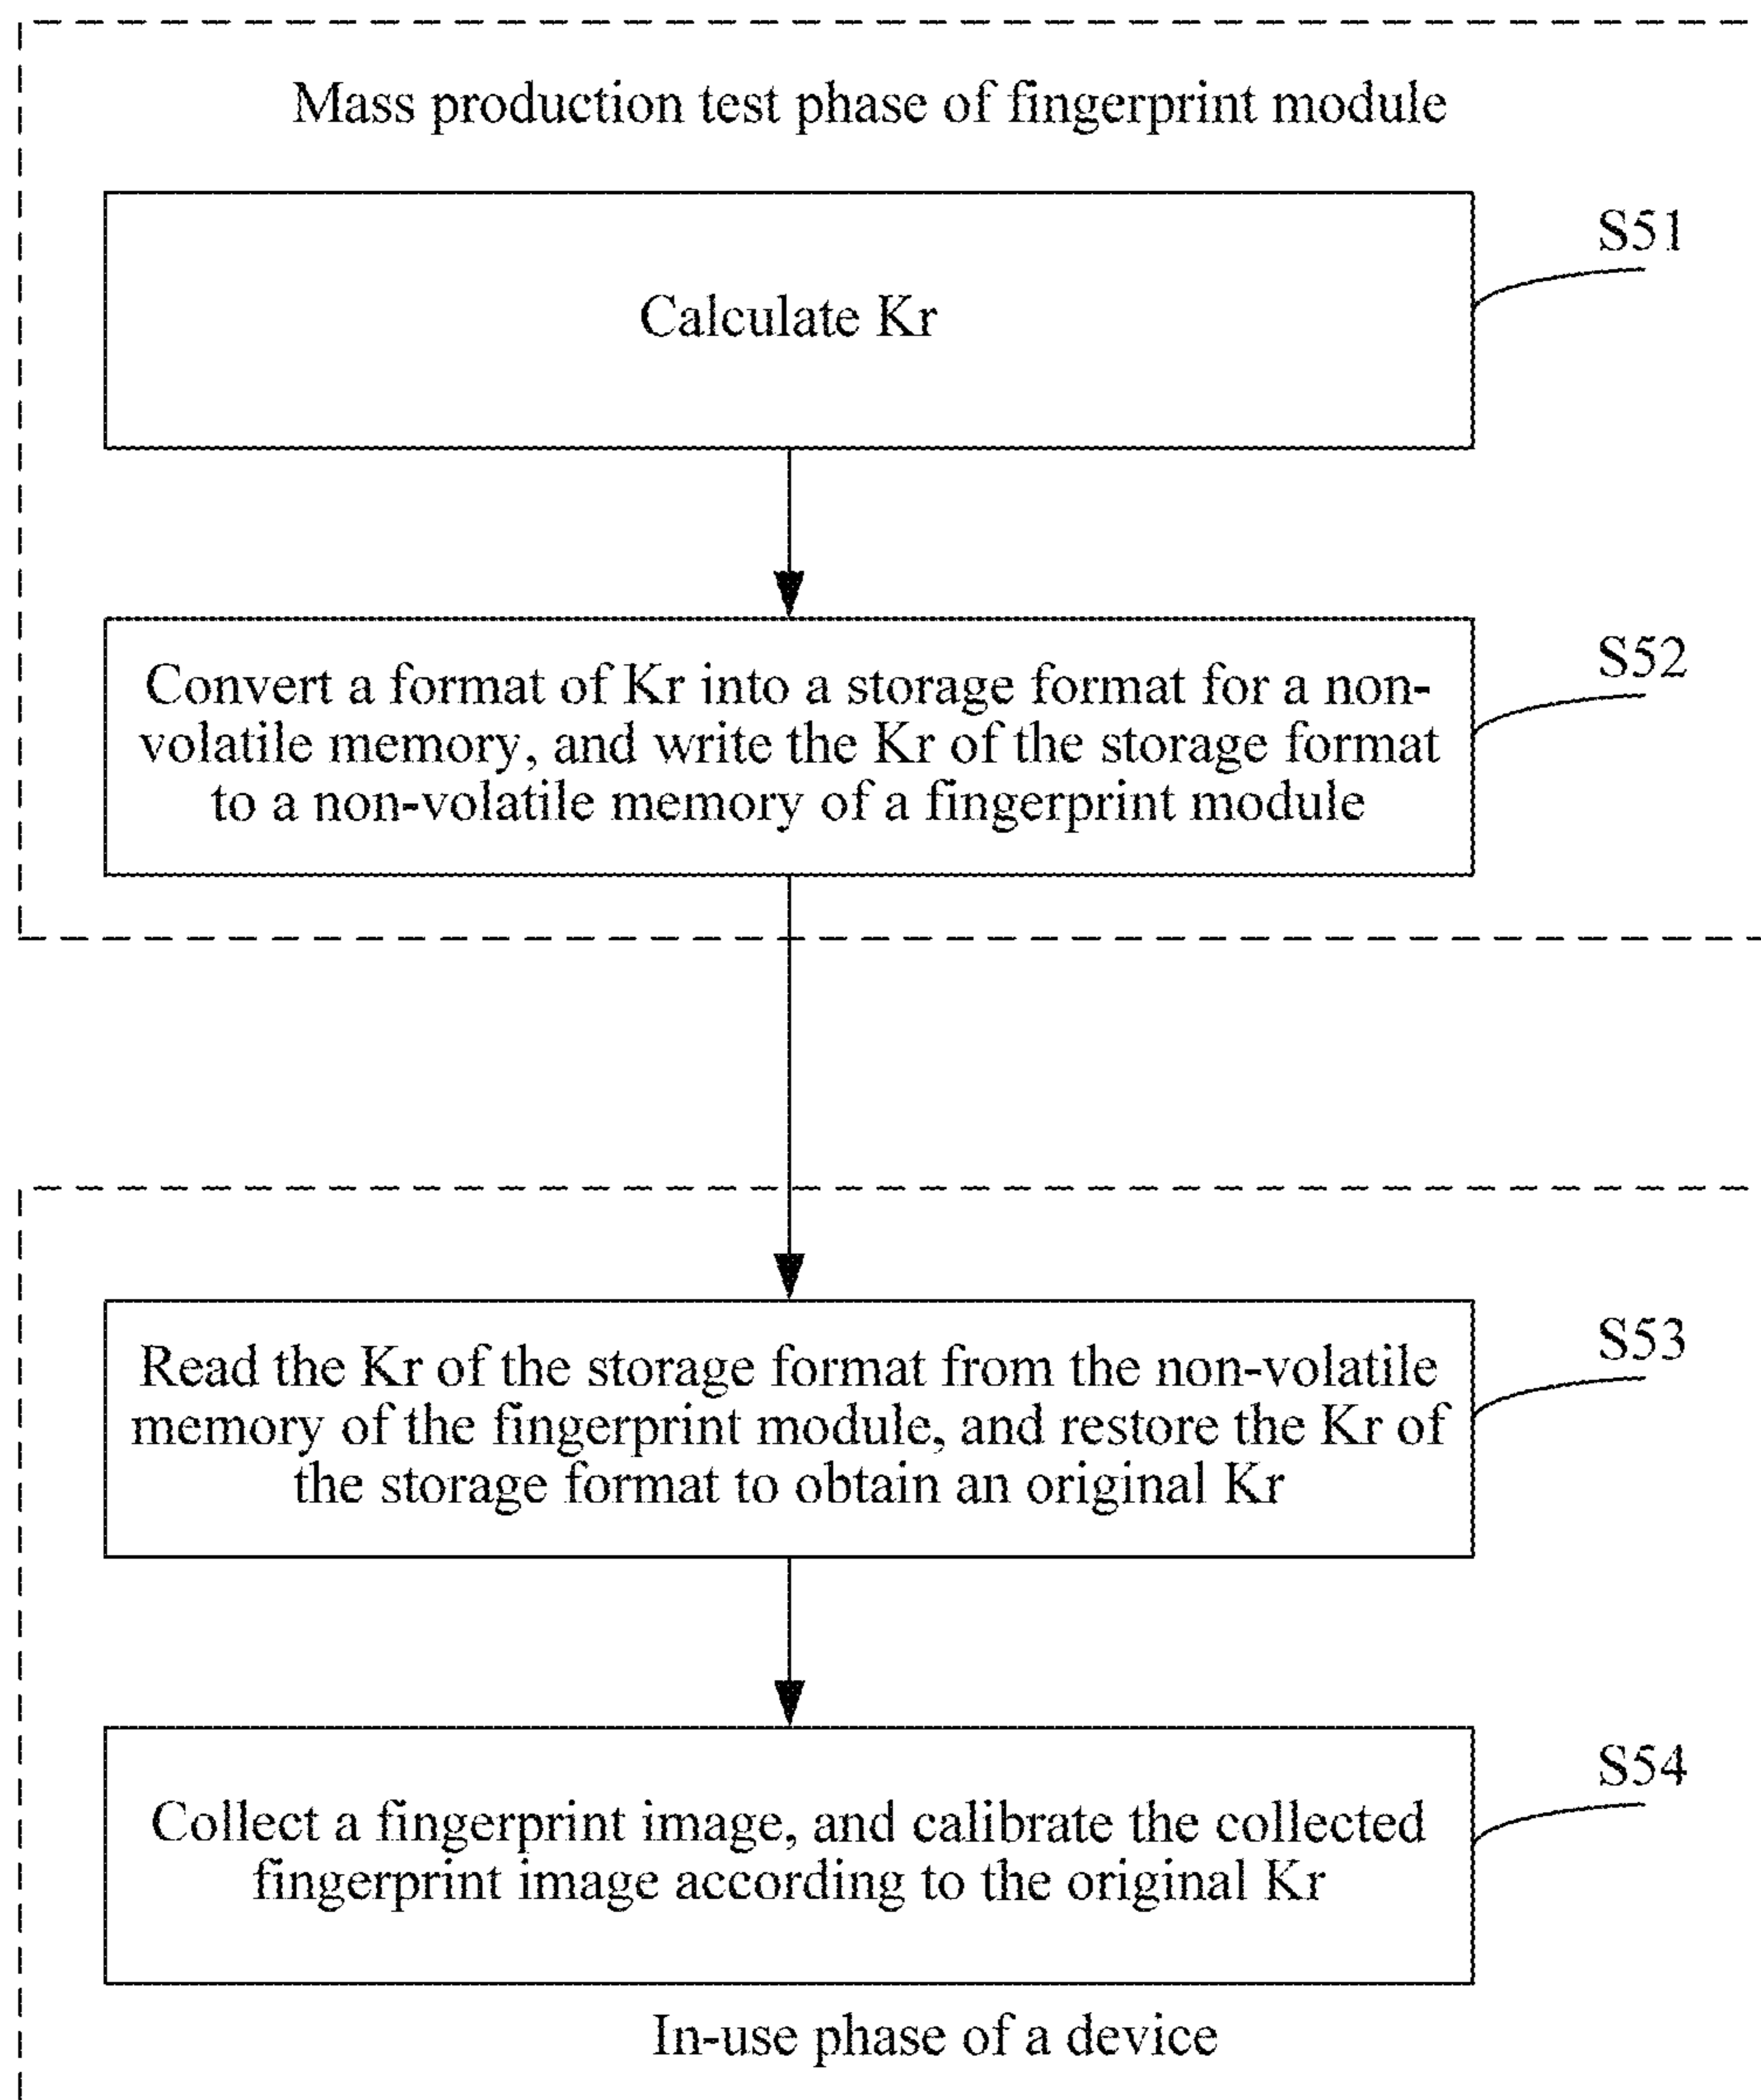 Mass production test phase of fingerprint module
S51
Calculate Kr
S52
Convert a format of Kr into a storage format for a non-
volatile memory, and write the Kr of the storage format
to a non-volatile memory of a fingerprint module
S53
Read the Kr of the storage format from the non-volatile
memory of the fingerprint module, and restore the Kr of
the storage format to obtain an original Kr
S54
Collect a fingerprint image, and calibrate the collected
fingerprint image according to the original Kr
In-use phase of a device